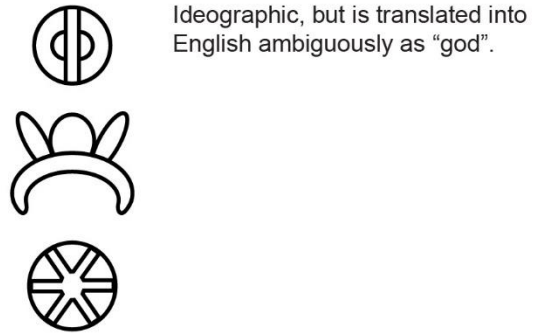 Ideographic, but is translated into
English ambiguously as “god”.